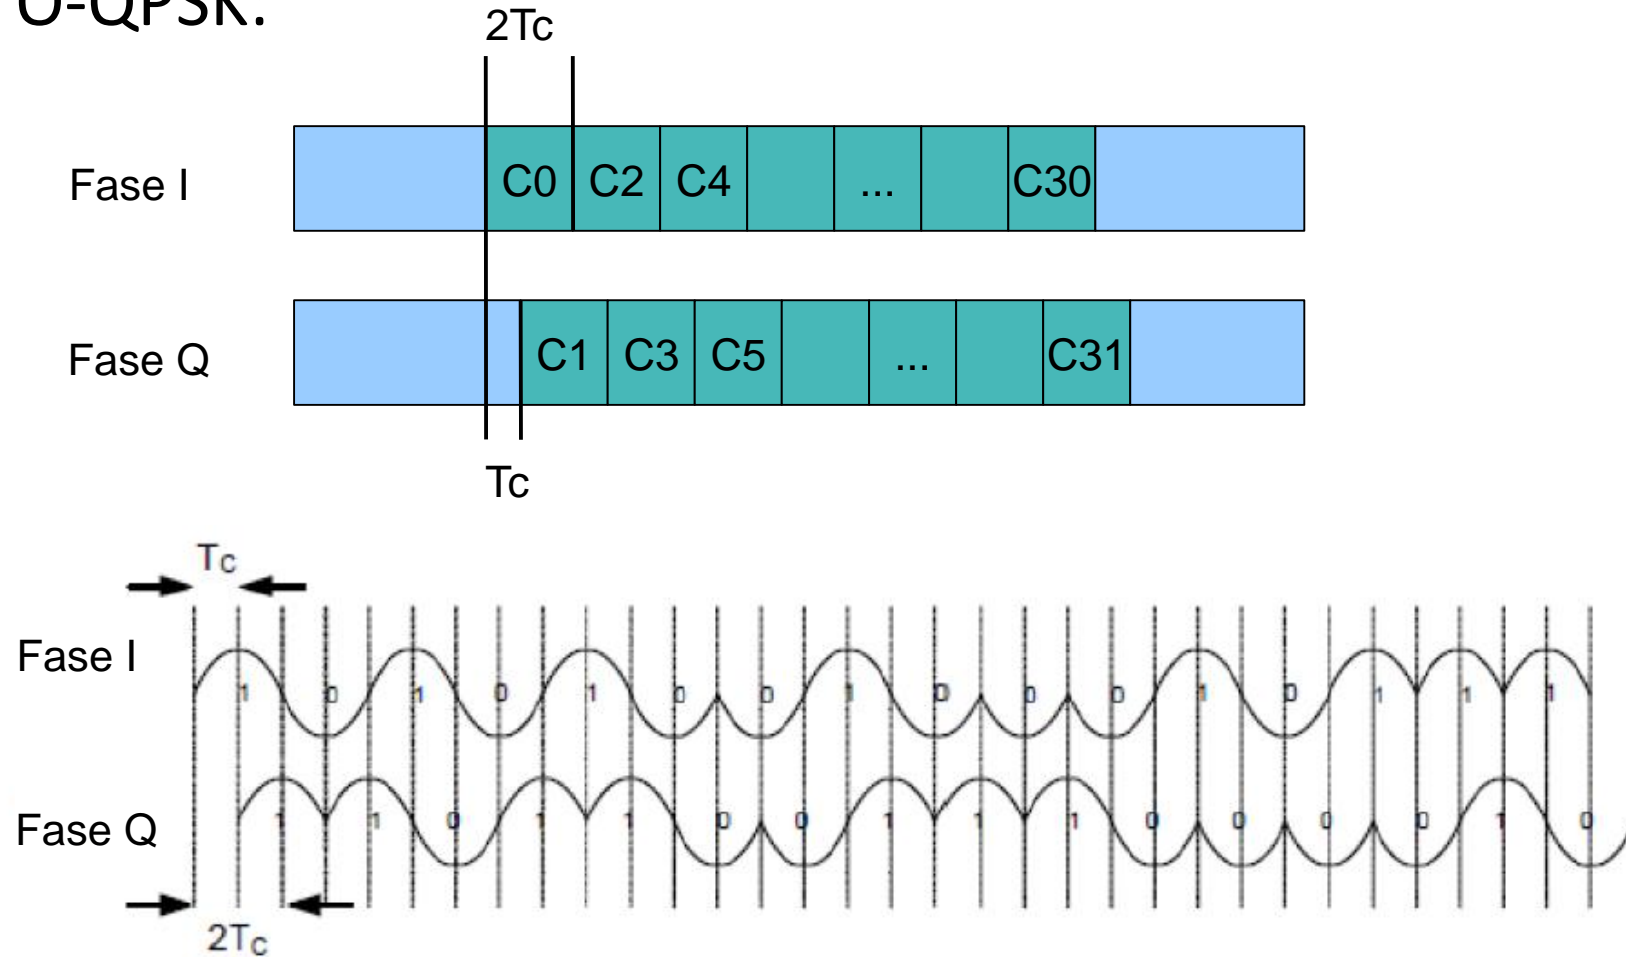 O-QPSK:
2Tc
Fase I C0 C2 C4 ... C30
Fase Q C1 C3 C5 ... C31
Tc
Tc
Fase I 1 0 1 0 1 0 0 1 0 0 0 1 0 1 1 1
Fase Q 1 1 0 1 1 0 0 1 1 1 0 0 0 0 1 0
2Tc